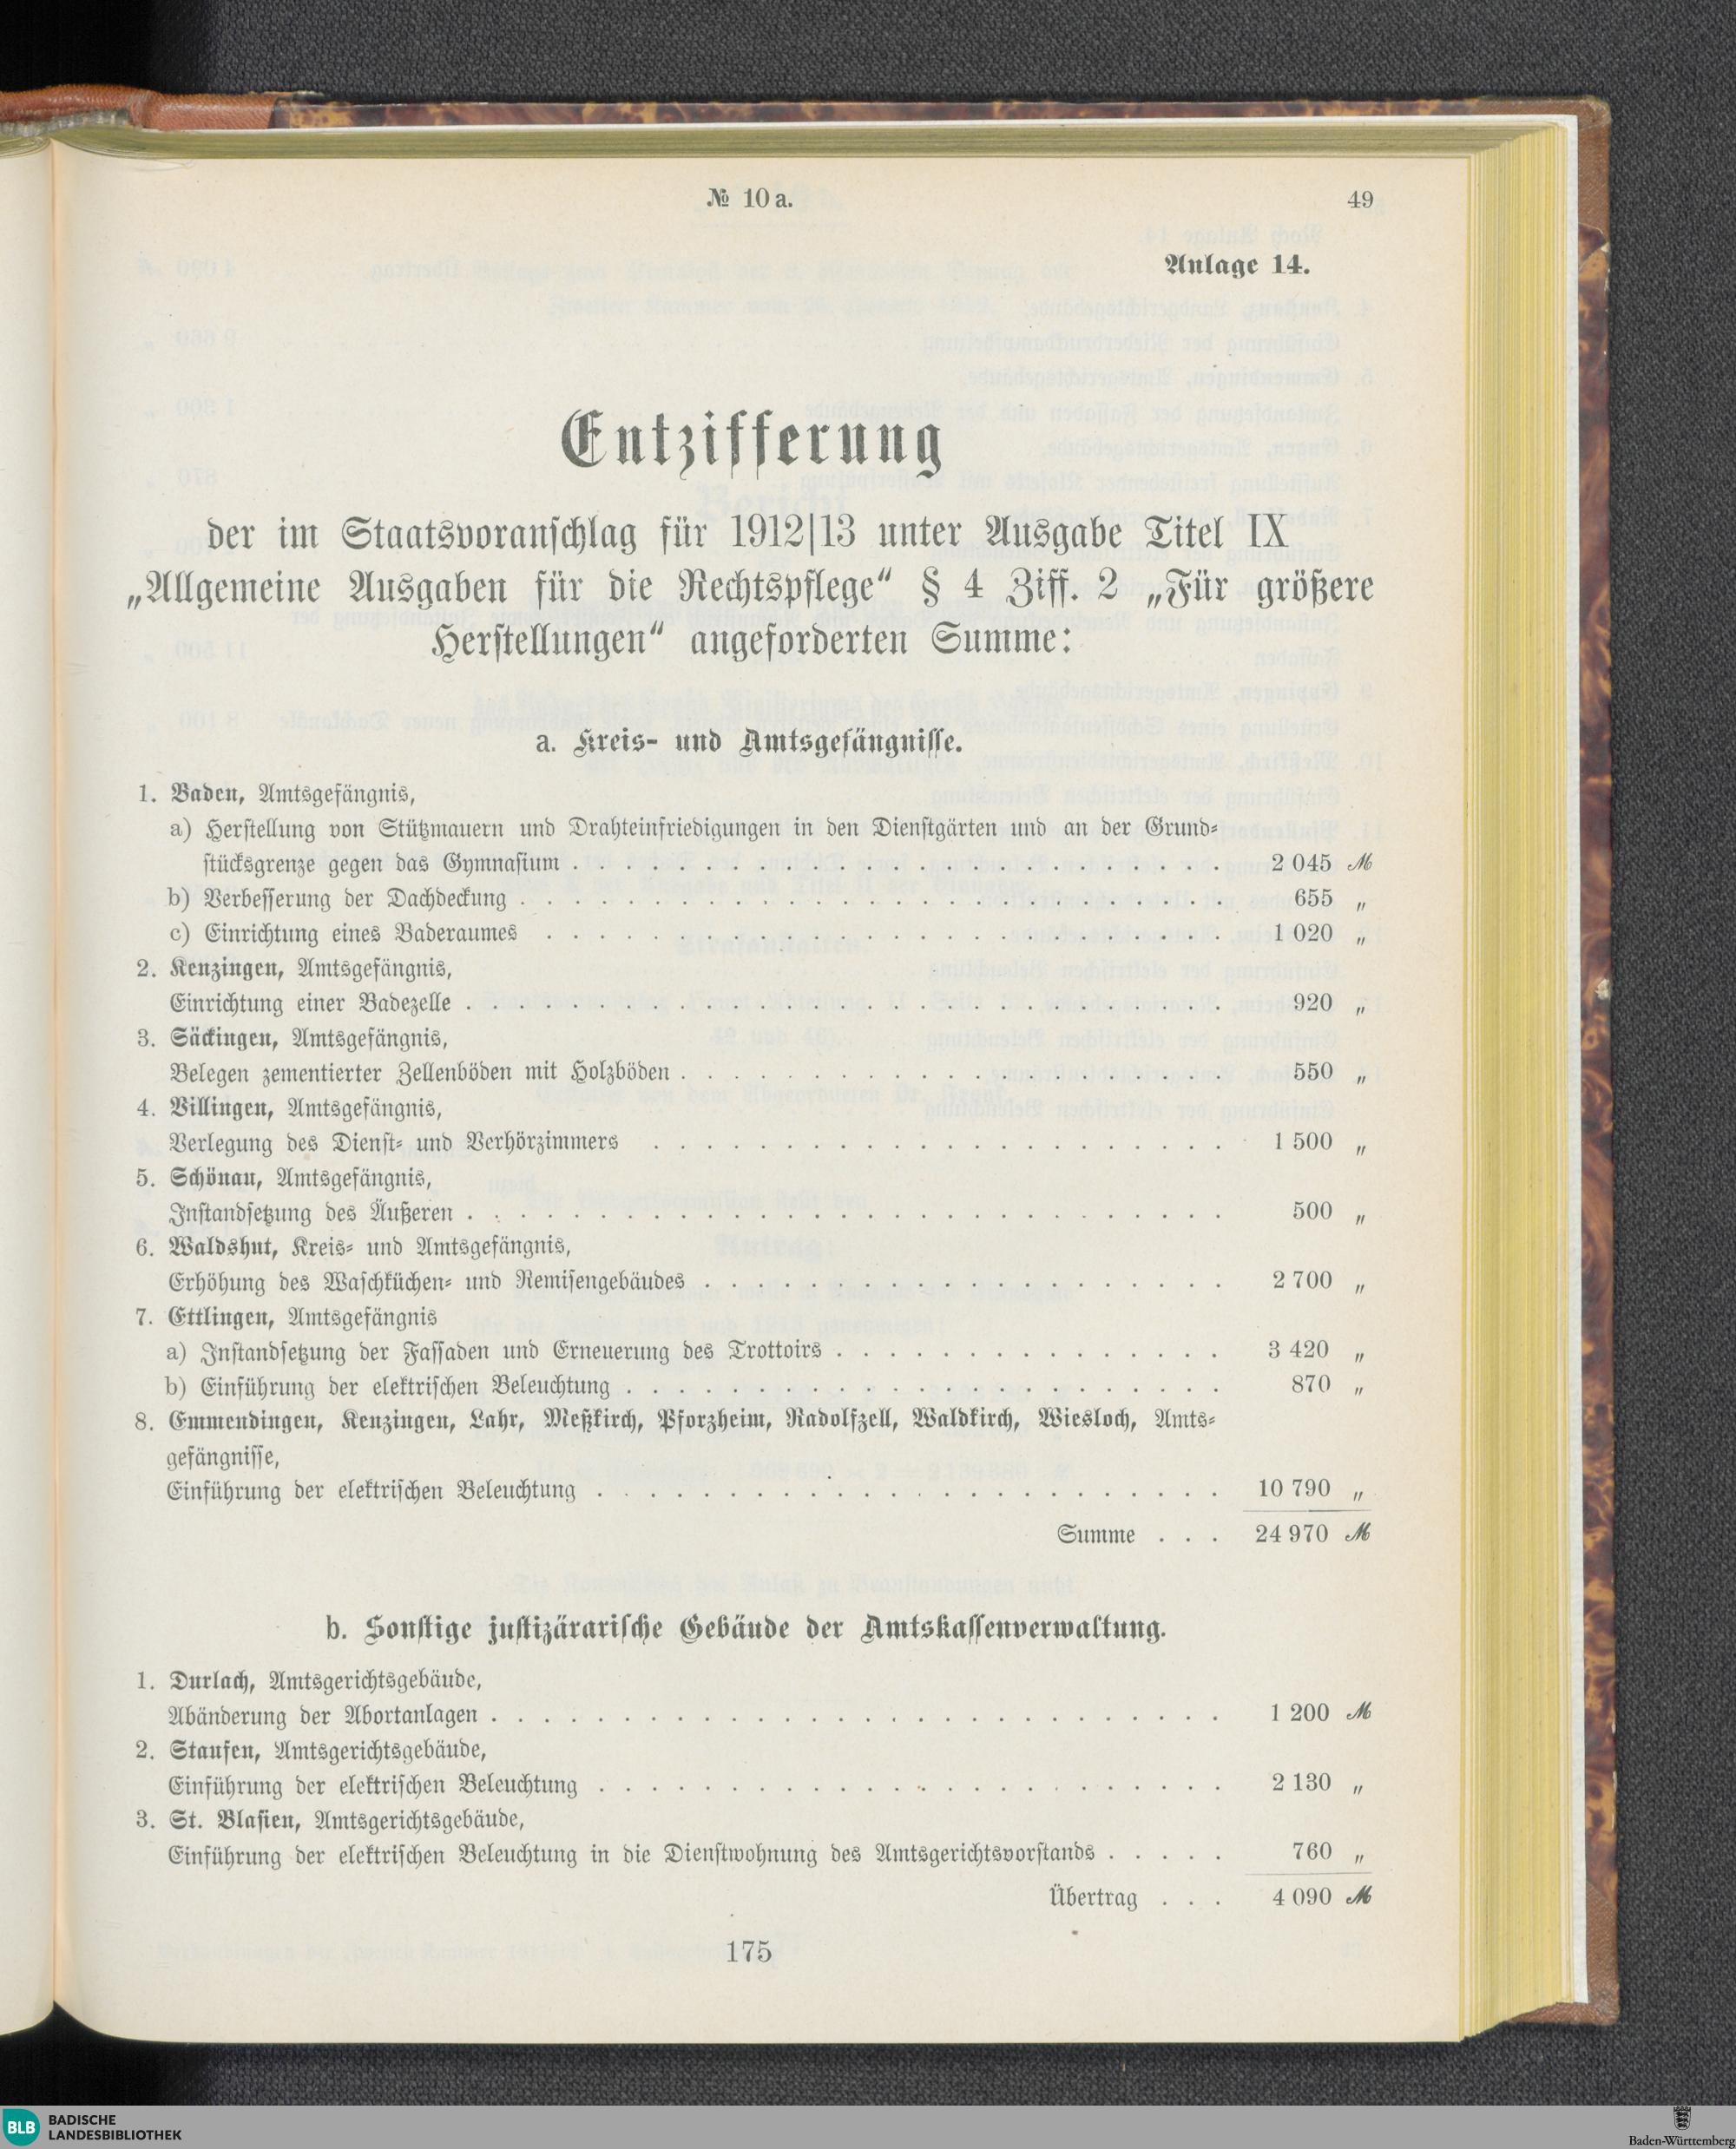 № 10 a.
49
Anlage 14.
Entzifferung
der im Staatsvoranschlag für 1912|13 unter Ausgabe Titel IX
„Allgemeine Ausgaben für die Rechtspflege“ § 4 Ziff. 2 „Für größere
Herstellungen“ angeforderten Summe:
a. Kreis- und Amtsgefängnisse.
1. Baden, Amtsgefängnis,
a) Herstellung von Stützmauern und Drahteinfriedigungen in den Dienstgärten und an der Grund-
stücksgrenze gegen das Gymnasium . . . . . . . . . . 2 045 ℳ
b) Verbesserung der Dachdeckung . . . . . . . . . . 655 „
c) Einrichtung eines Baderaumes . . . . . . . . . . 1 020 „
2. Kenzingen, Amtsgefängnis,
Einrichtung einer Badezelle . . . . . . . . . . 920 „
3. Säckingen, Amtsgefängnis,
Belegen zementierter Zellenböden mit Holzböden . . . . . . . . . . 550 „
4. Villingen, Amtsgefängnis,
Verlegung des Dienst- und Verhörzimmers . . . . . . . . . . 1 500 „
5. Schönau, Amtsgefängnis,
Instandsetzung des Äußeren . . . . . . . . . . 500 „
6. Waldshut, Kreis- und Amtsgefängnis,
Erhöhung des Waschküchen- und Remisengebäudes . . . . . . . . . . 2 700 „
7. Ettlingen, Amtsgefängnis
a) Instandsetzung der Fassaden und Erneuerung des Trottoirs . . . . . . . . . . 3 420 „
b) Einführung der elektrischen Beleuchtung . . . . . . . . . . 870 „
8. Emmendingen, Kenzingen, Lahr, Meßkirch, Pforzheim, Radolfzell, Waldkirch, Wiesloch, Amts-
gefängnisse,
Einführung der elektrischen Beleuchtung . . . . . . . . . . 10 790 „
Summe . . . 24 970 ℳ
b. Sonstige justizärarische Gebäude der Amtskassenverwaltung.
1. Durlach, Amtsgerichtsgebäude,
Abänderung der Abortanlagen . . . . . . . . . . 1 200 ℳ
2. Staufen, Amtsgerichtsgebäude,
Einführung der elektrischen Beleuchtung . . . . . . . . . . 2 130 „
3. St. Blasien, Amtsgerichtsgebäude,
Einführung der elektrischen Beleuchtung in die Dienstwohnung des Amtsgerichtsvorstands . . . . . 760 „
Übertrag . . . 4 090 ℳ
175
BLB
BADISCHE
LANDESBIBLIOTHEK
Baden-Württemberg